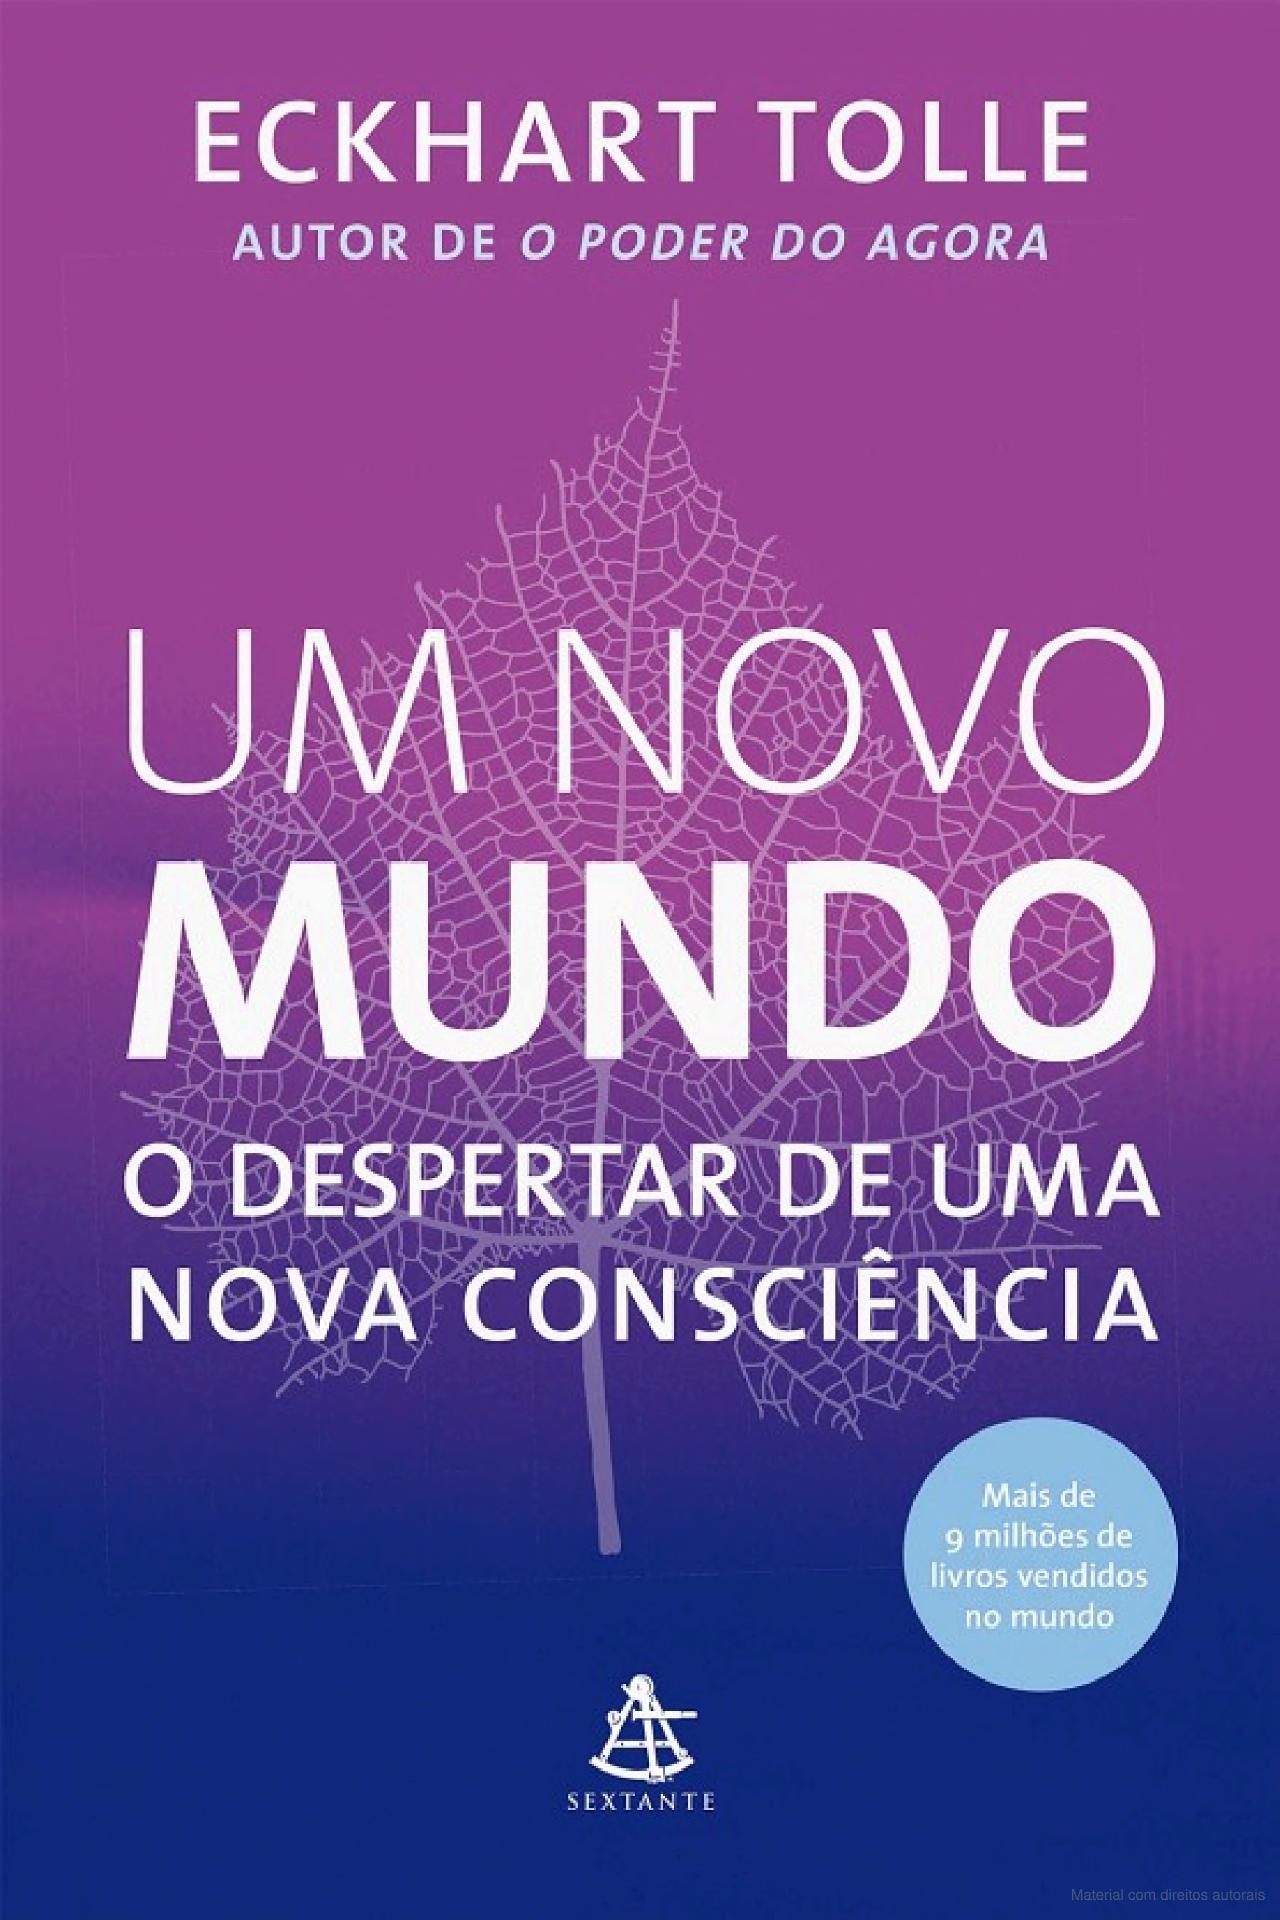 ECKHART TOLLE
AUTOR DE O PODER DO AGORA
UM NOVO
MUNDO
O DESPERTAR DE UMA
NOVA CONSCIÊNCIA
Mais de
9 milhões de
livros vendidos
no mundo
SEXTANTE
Material com direitos autorais